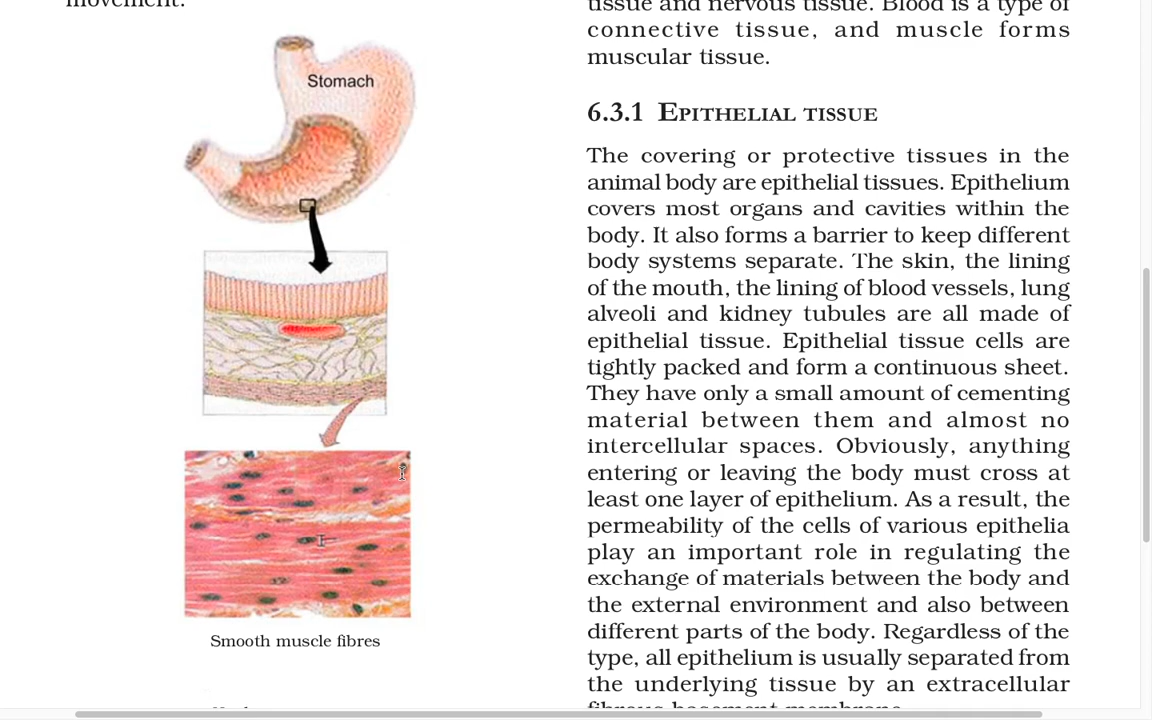 movement.
Stomach
Smooth muscle fibres
tissue and nervous tissue. Blood is a type of
connective tissue, and muscle forms
muscular tissue.
6.3.1 EPITHELIAL TISSUE
The covering or protective tissues in the
animal body are epithelial tissues. Epithelium
covers most organs and cavities within the
body. It also forms a barrier to keep different
body systems separate. The skin, the lining
of the mouth, the lining of blood vessels, lung
alveoli and kidney tubules are all made of
epithelial tissue. Epithelial tissue cells are
tightly packed and form a continuous sheet.
They have only a small amount of cementing
material between them and almost no
intercellular spaces. Obviously, anything
entering or leaving the body must cross at
least one layer of epithelium. As a result, the
permeability of the cells of various epithelia
play an important role in regulating the
exchange of materials between the body and
the external environment and also between
different parts of the body. Regardless of the
type, all epithelium is usually separated from
the underlying tissue by an extracellular
fibrous basement membrane.